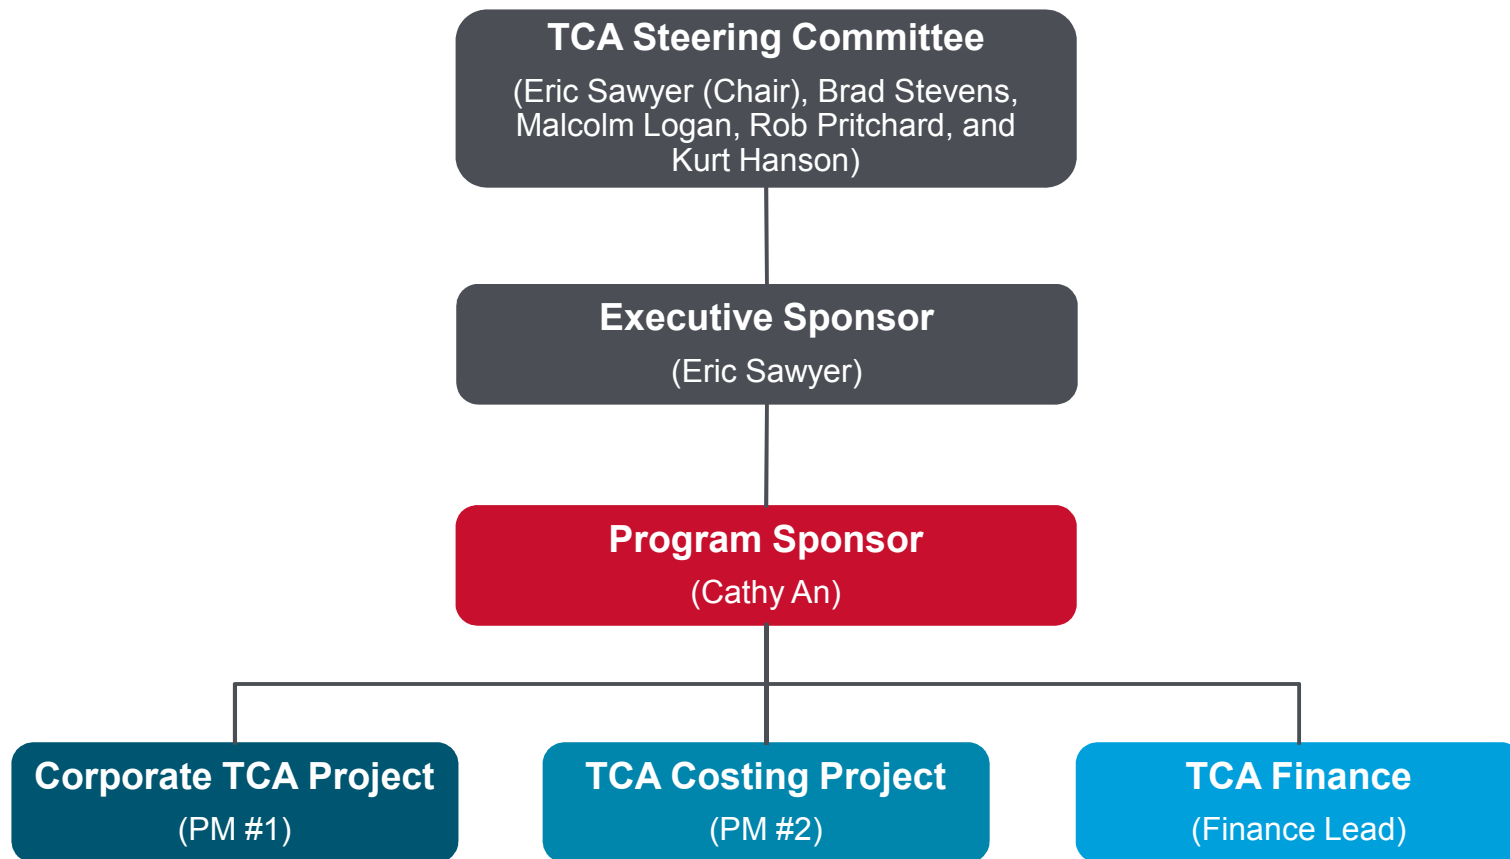 TCA Steering Committee
(Eric Sawyer (Chair), Brad Stevens,
Malcolm Logan, Rob Pritchard, and
Kurt Hanson)
Executive Sponsor
(Eric Sawyer)
Program Sponsor
(Cathy An)
Corporate TCA Project
(PM #1)
TCA Costing Project
(PM #2)
TCA Finance
(Finance Lead)